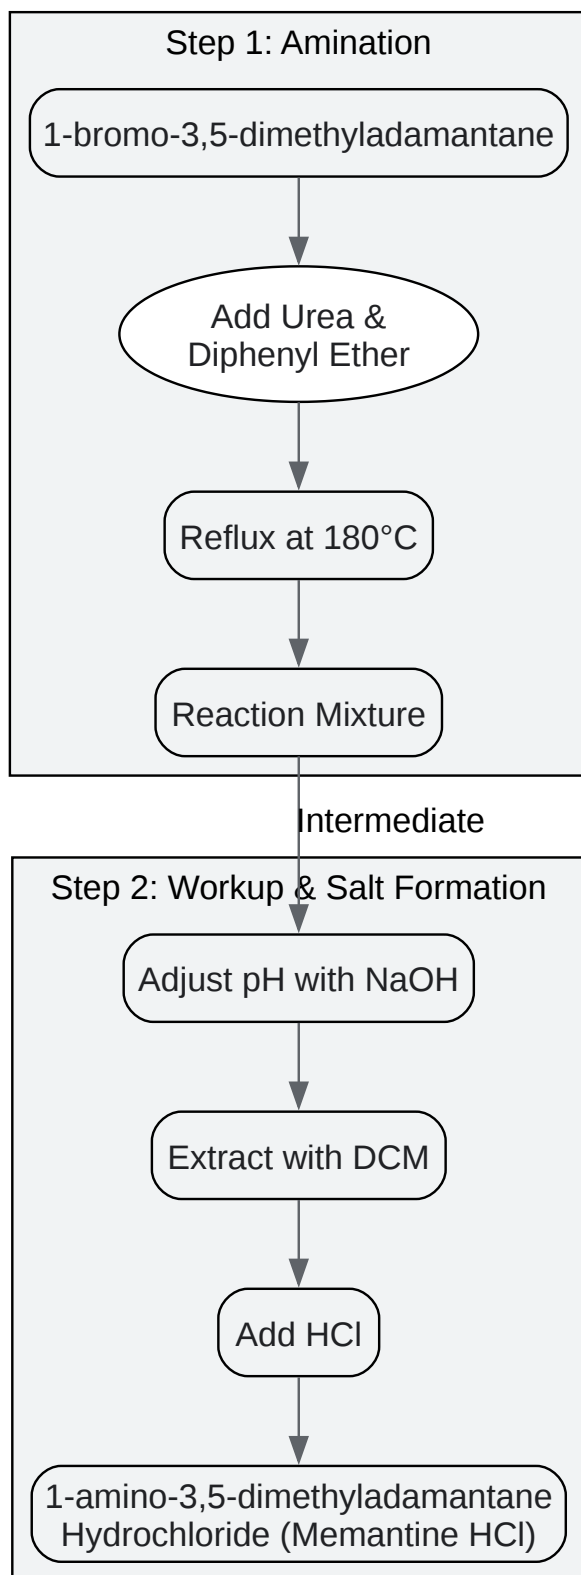 Step 1: Amination
1-bromo-3,5-dimethyladamantane
Add Urea &
Diphenyl Ether
Reflux at 180°C
Reaction Mixture
Intermediate
Step 2: Workup & Salt Formation
Adjust pH with NaOH
Extract with DCM
Add HCl
1-amino-3,5-dimethyladamantane
Hydrochloride (Memantine HCl)